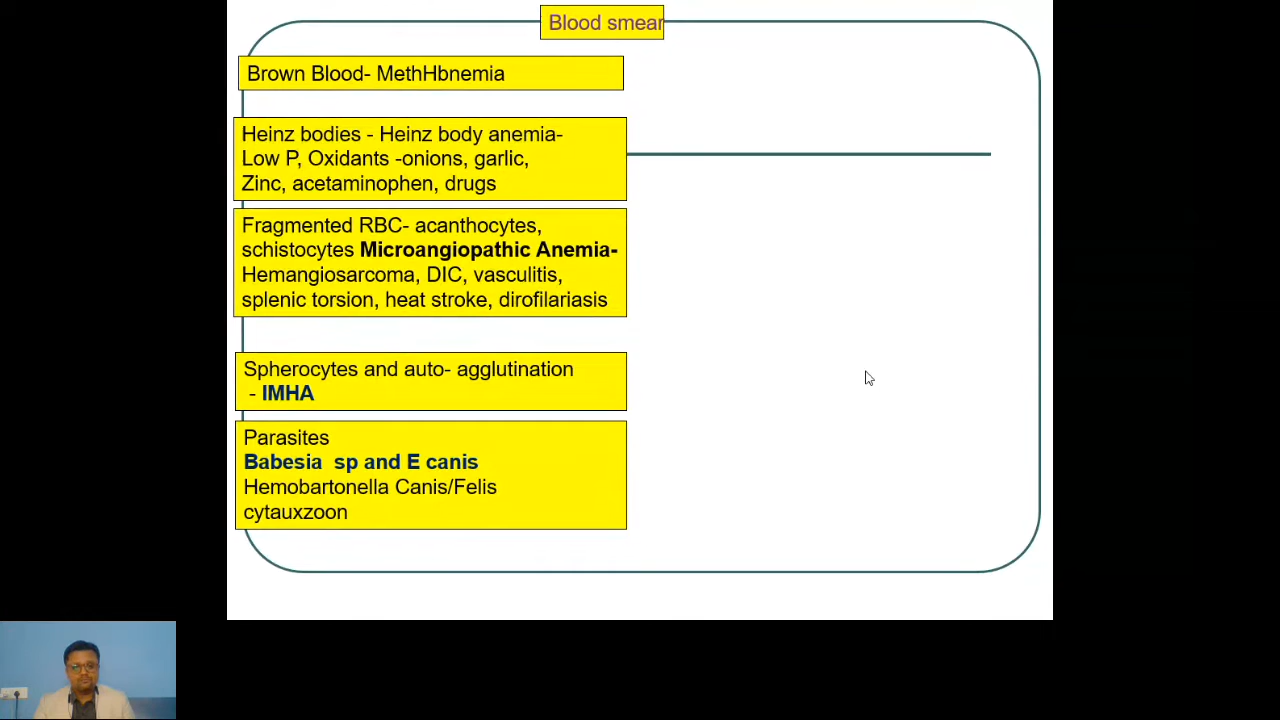 Blood smear
Brown Blood- MethHbnemia
Heinz bodies - Heinz body anemia-
Low P, Oxidants -onions, garlic,
Zinc, acetaminophen, drugs
Fragmented RBC- acanthocytes,
schistocytes Microangiopathic Anemia-
Hemangiosarcoma, DIC, vasculitis,
splenic torsion, heat stroke, dirofilariasis
Spherocytes and auto- agglutination
- IMHA
Parasites
Babesia sp and E canis
Hemobartonella Canis/Felis
cytauxzoon